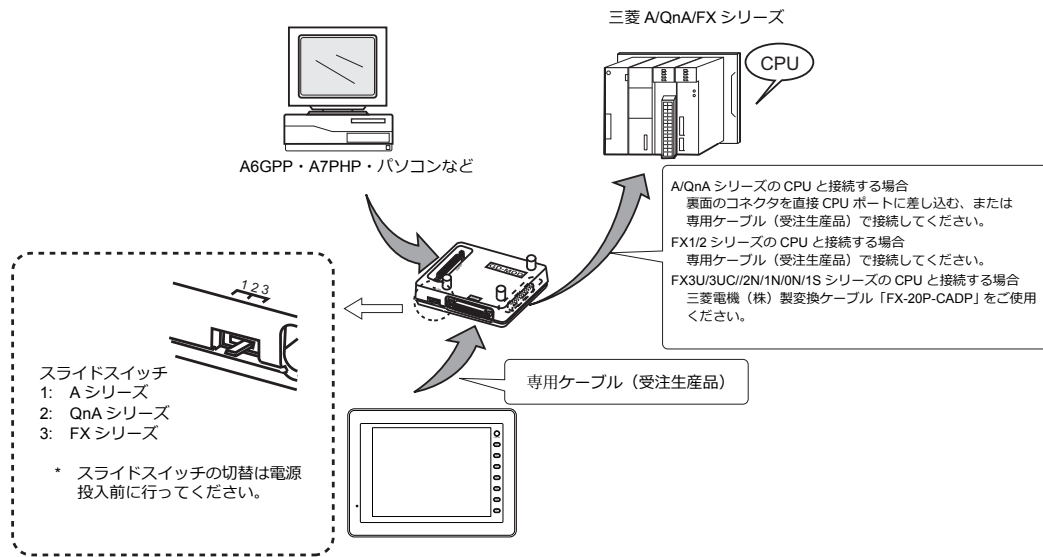 三菱 A/QnA/FX シリーズ
CPU
A6GPP・A7PHP・パソコンなど
A/QnA シリーズの CPU と接続する場合
裏面のコネクタを直接 CPU ポートに差し込む、または
専用ケーブル（受注生産品）で接続してください。
FX1/2 シリーズの CPU と接続する場合
専用ケーブル（受注生産品）で接続してください。
FX3U/3UC//2N/1N/0N/1S シリーズの CPU と接続する場合
三菱電機（株）製変換ケーブル「FX-20P-CADP」をご使用
ください。
1 2 3
スライドスイッチ
1: A シリーズ
2: QnA シリーズ
3: FX シリーズ
* スライドスイッチの切替は電源
投入前に行ってください。
専用ケーブル（受注生産品）